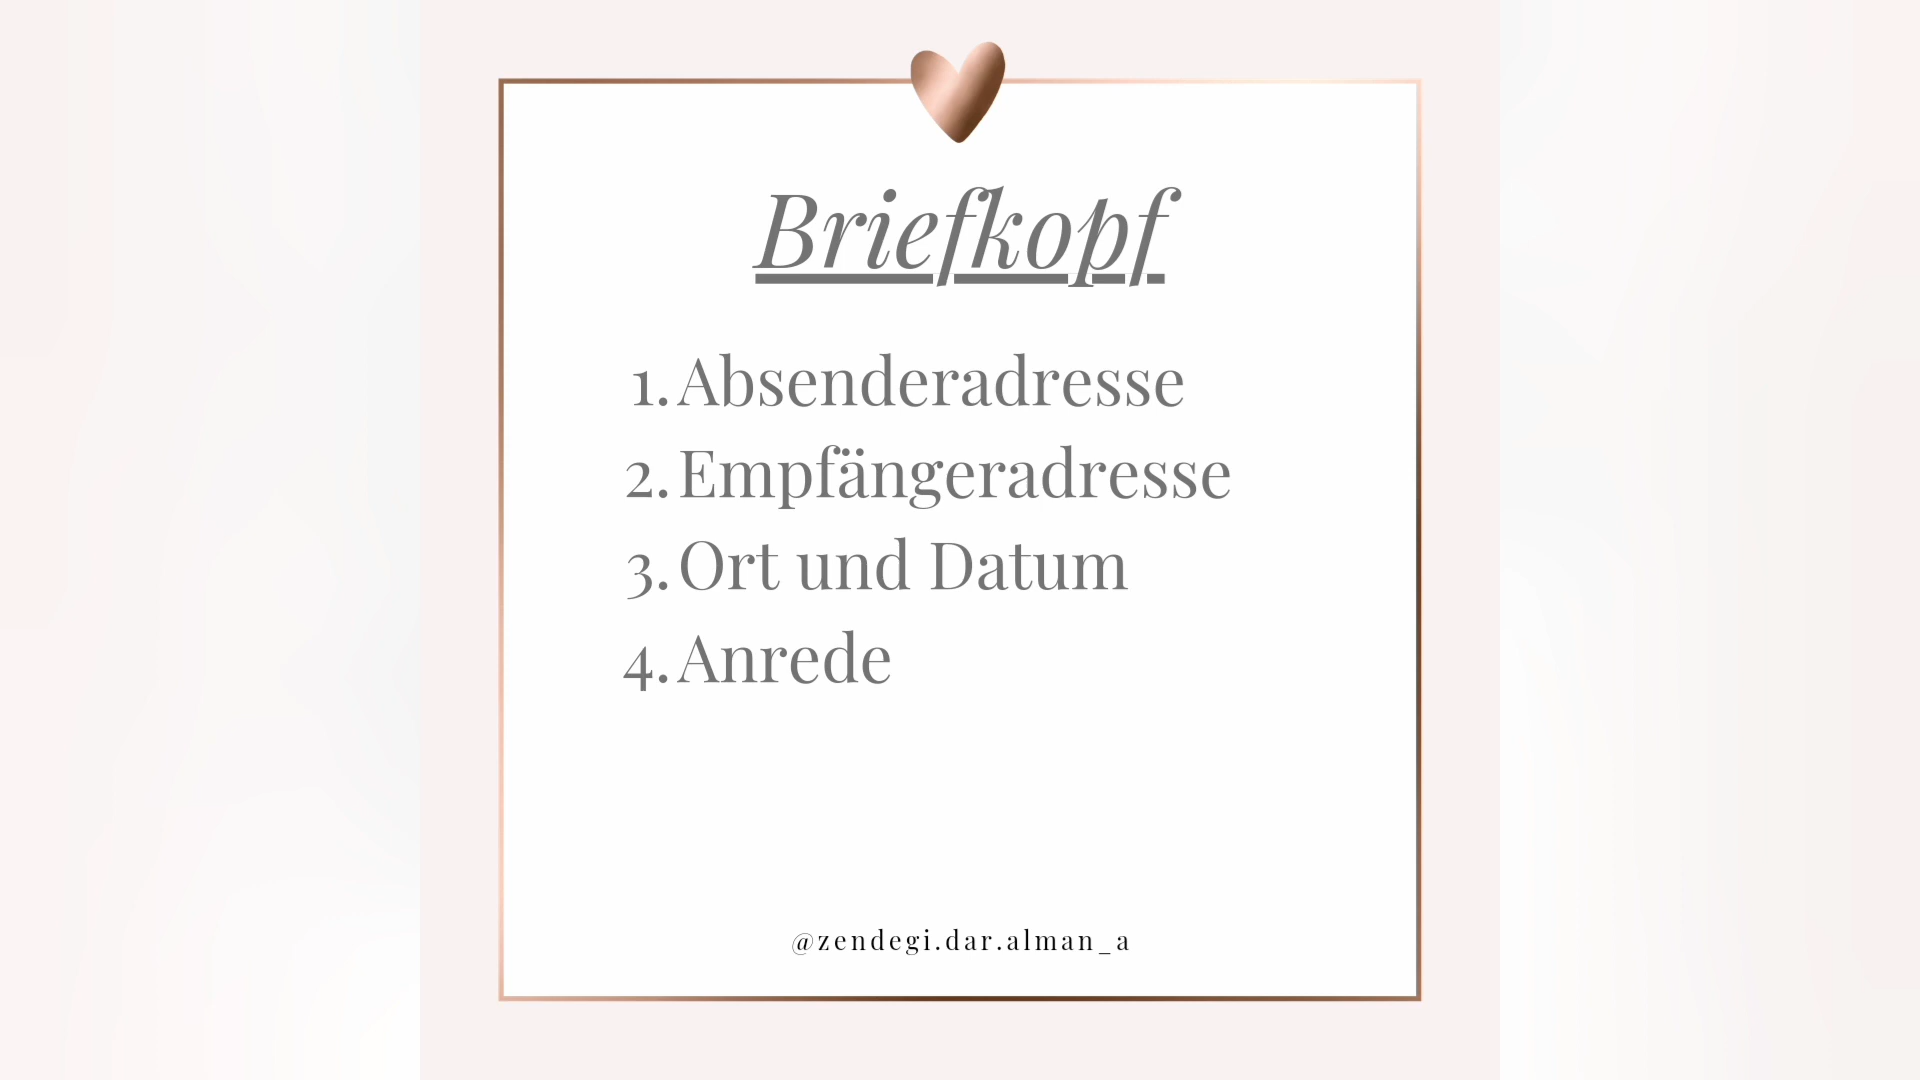 Briefkopf
1. Absenderadresse
2. Empfängeradresse
3. Ort und Datum
4. Anrede
@zendegi.dar.alman_a